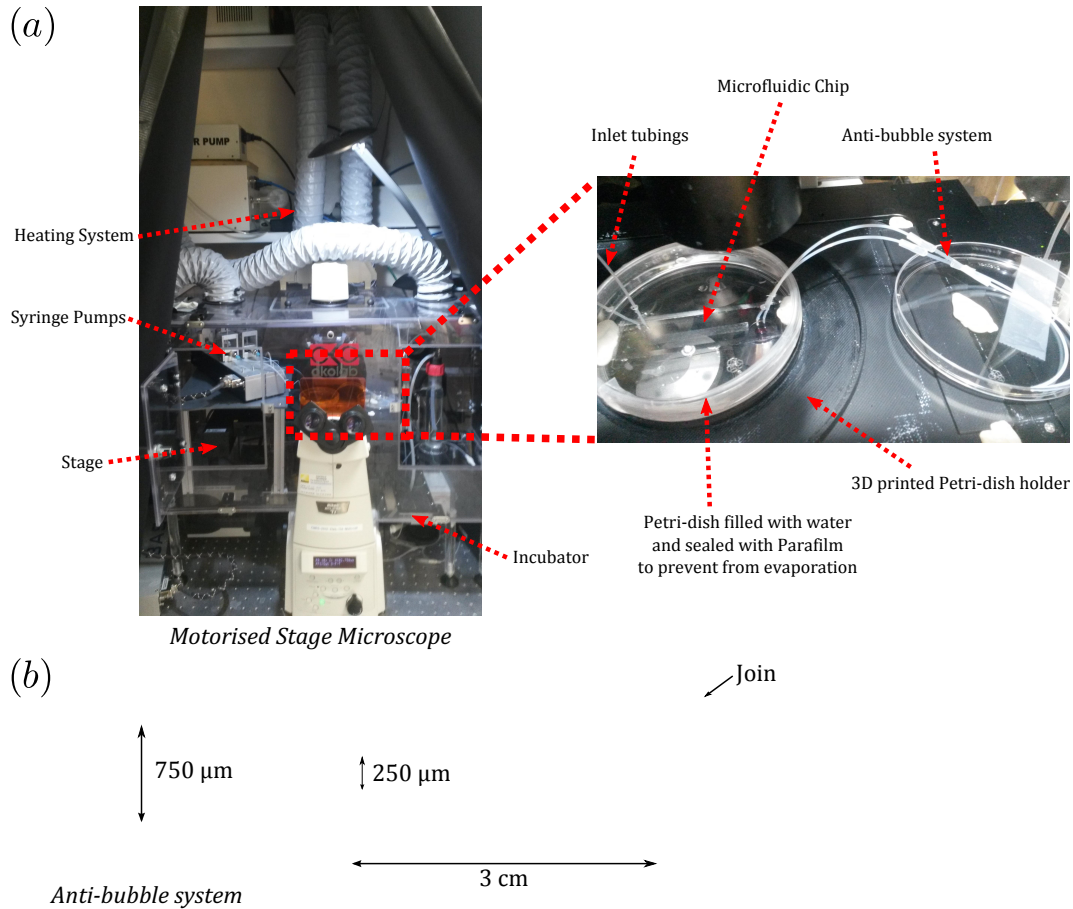 (a)
Microfluidic Chip
Inlet tubings
Anti-bubble system
R PUMP
Heating System
Syringe Pumps
okolab
Stage
3D printed Petri-dish holder
Petri-dish filled with water
and sealed with Parafilm
to prevent from evaporation
Incubator
Motorised Stage Microscope
(b)
Join
750 µm
250 µm
3 cm
Anti-bubble system